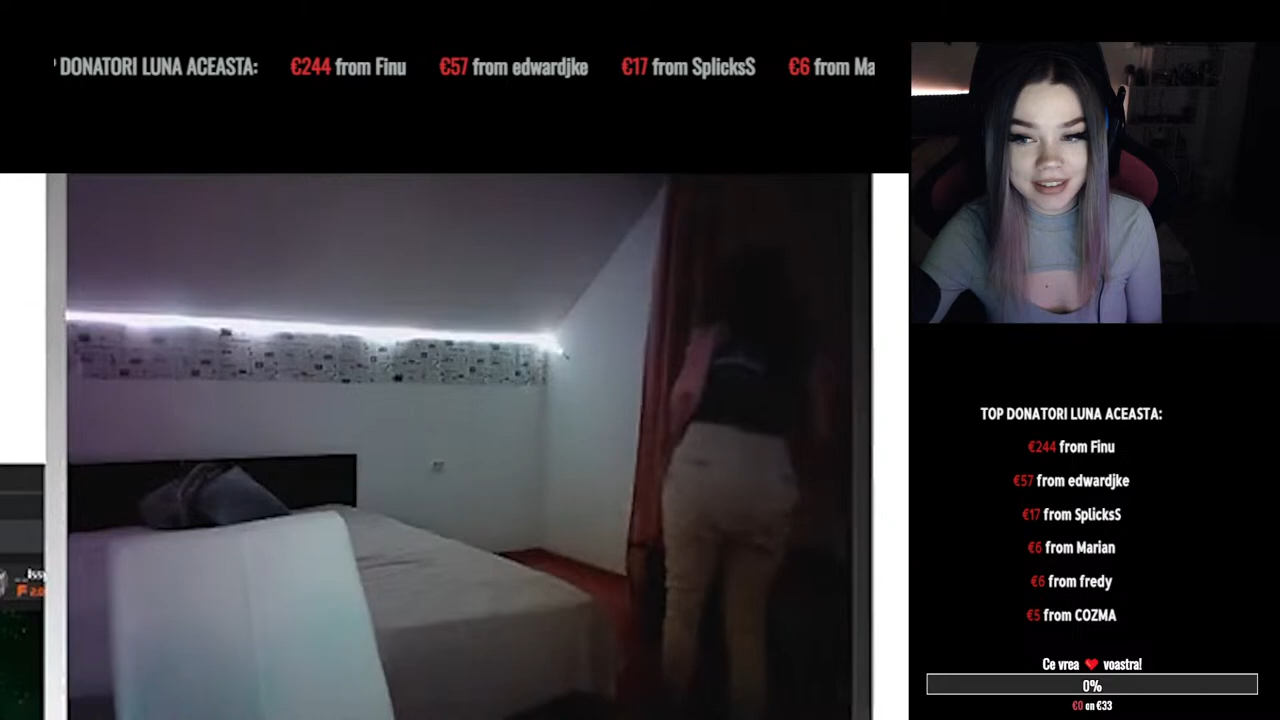 DONATORI LUNA ACEASTA: €244 from Finu €57 from edwardjke €17 from SplicksS €6 from Ma
TOP DONATORI LUNA ACEASTA:
€244 from Finu
€57 from edwardjke
€17 from SplicksS
€6 from Marian
€6 from fredy
€5 from COZMA
Ce vrea ❤ voastra!
0%
€0 din €33